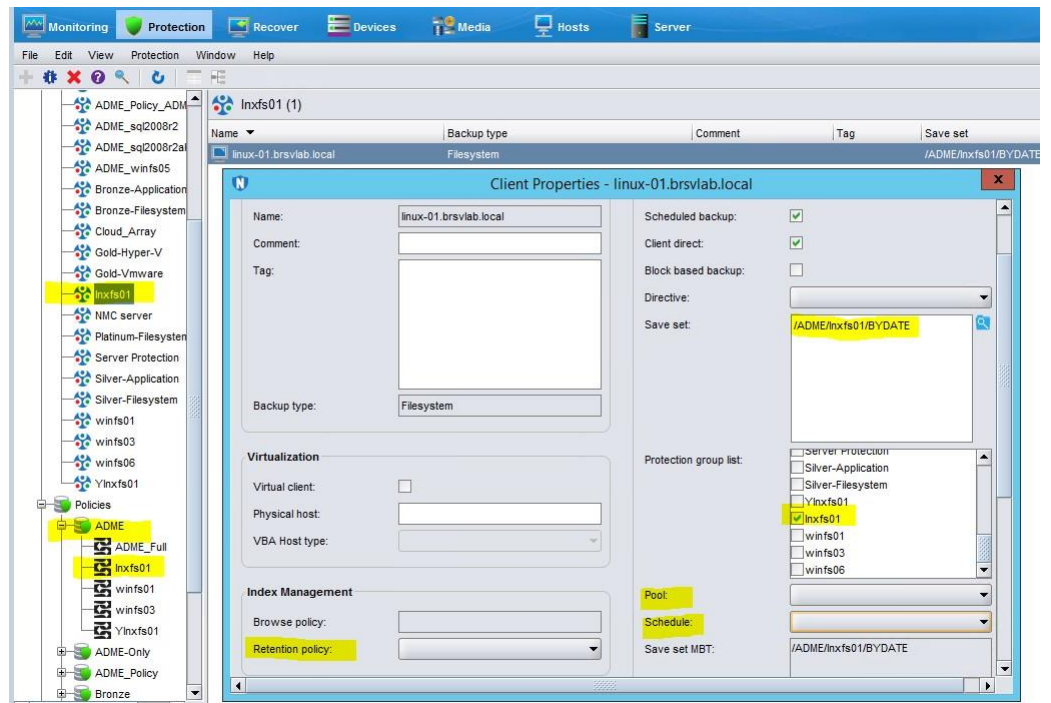 Monitoring Protection Recover Devices Media Hosts Server
File Edit View Protection Window Help
ADME_Policy_ADM
ADME_sql2008r2
ADME_sql2008r2al
ADME_winfs05
Bronze-Application
Bronze-Filesystem
Cloud_Array
Gold-Hyper-V
Gold-Vmware
lnxfs01
NMC server
Platinum-Filesystem
Server Protection
Silver-Application
Silver-Filesystem
winfs01
winfs03
winfs06
Ylnxfs01
Policies
ADME
ADME_Full
lnxfs01
winfs01
winfs03
Ylnxfs01
ADME-Only
ADME_Policy
Bronze
lnxfs01 (1)
Name Backup type Comment Tag Save set
linux-01.brsvlab.local Filesystem /ADME/lnxfs01/BYDATE
N Client Properties - linux-01.brsvlab.local x
Name: linux-01.brsvlab.local
Comment:
Tag:
Backup type: Filesystem
Virtualization
Virtual client:
Physical host:
VBA Host type:
Index Management
Browse policy:
Retention policy:
Scheduled backup:
Client direct:
Block based backup:
Directive:
Save set: /ADME/lnxfs01/BYDATE
Protection group list:
Server Protection
Silver-Application
Silver-Filesystem
Ylnxfs01
lnxfs01
winfs01
winfs03
winfs06
Pool:
Schedule:
Save set MBT: /ADME/lnxfs01/BYDATE